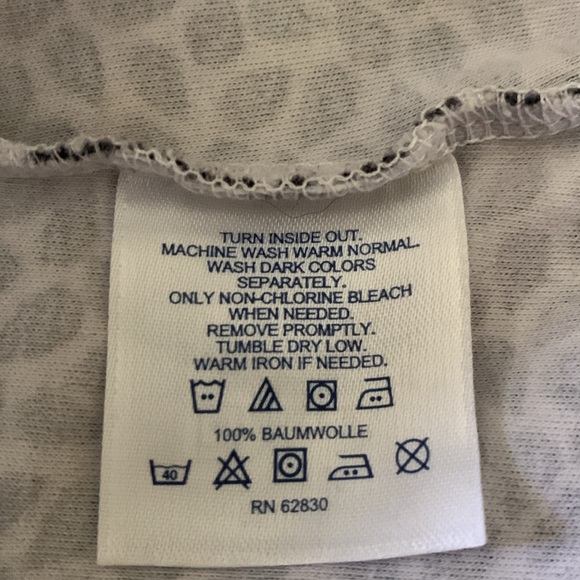 TURN INSIDE OUT.
MACHINE WASH WARM NORMAL.
WASH DARK COLORS
SEPARATELY.
ONLY NON-CHLORINE BLEACH
WHEN NEEDED.
REMOVE PROMPTLY.
TUMBLE DRY LOW.
WARM IRON IF NEEDED.
100% BAUMWOLLE
40
RN 62830